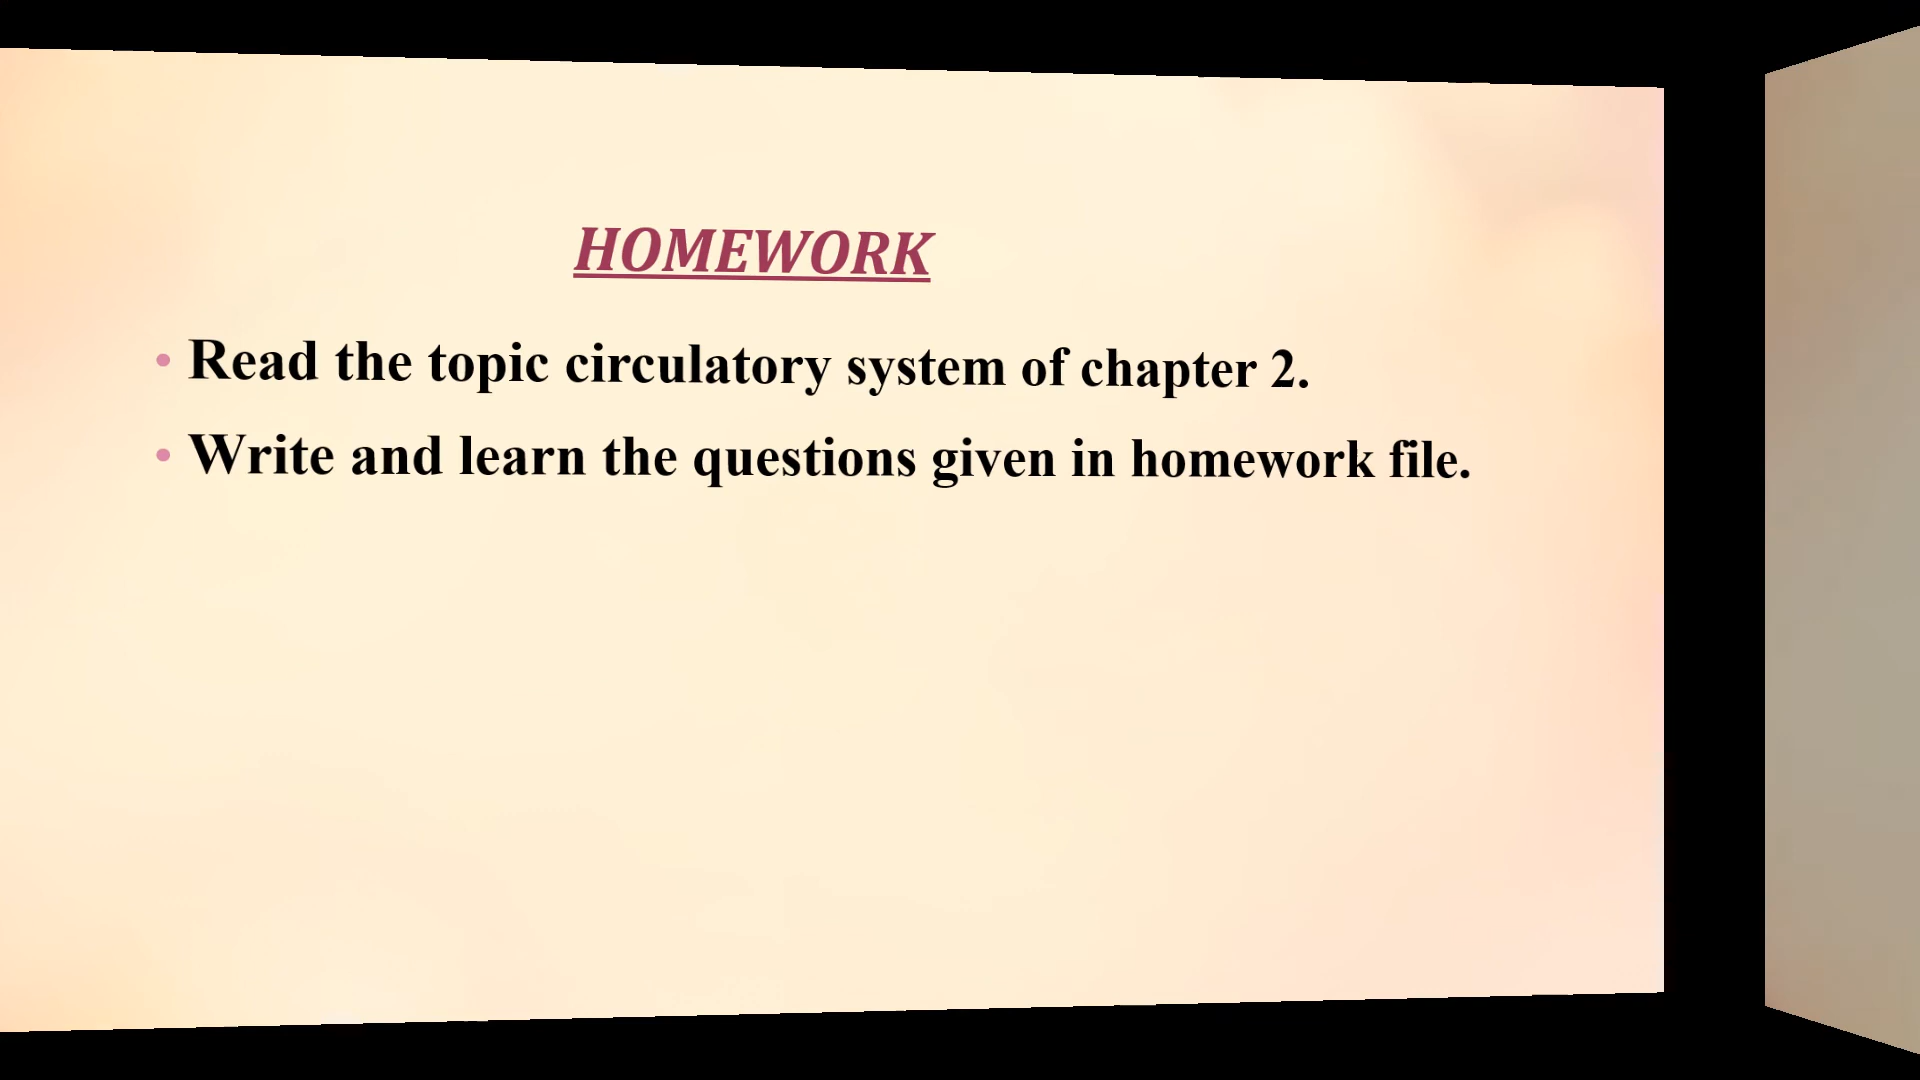 HOMEWORK
• Read the topic circulatory system of chapter 2.
• Write and learn the questions given in homework file.